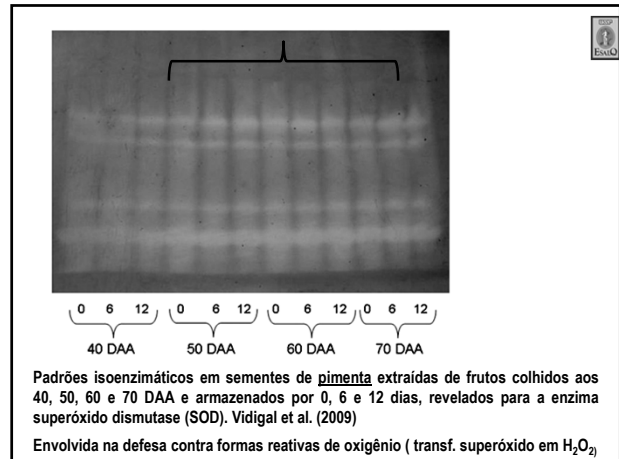 USP
ESALQ
0 6 12 0 6 12 0 6 12 0 6 12
40 DAA 50 DAA 60 DAA 70 DAA
Padrões isoenzimáticos em sementes de pimenta extraídas de frutos colhidos aos
40, 50, 60 e 70 DAA e armazenados por 0, 6 e 12 dias, revelados para a enzima
superóxido dismutase (SOD). Vidigal et al. (2009)
Envolvida na defesa contra formas reativas de oxigênio ( transf. superóxido em H₂O₂)